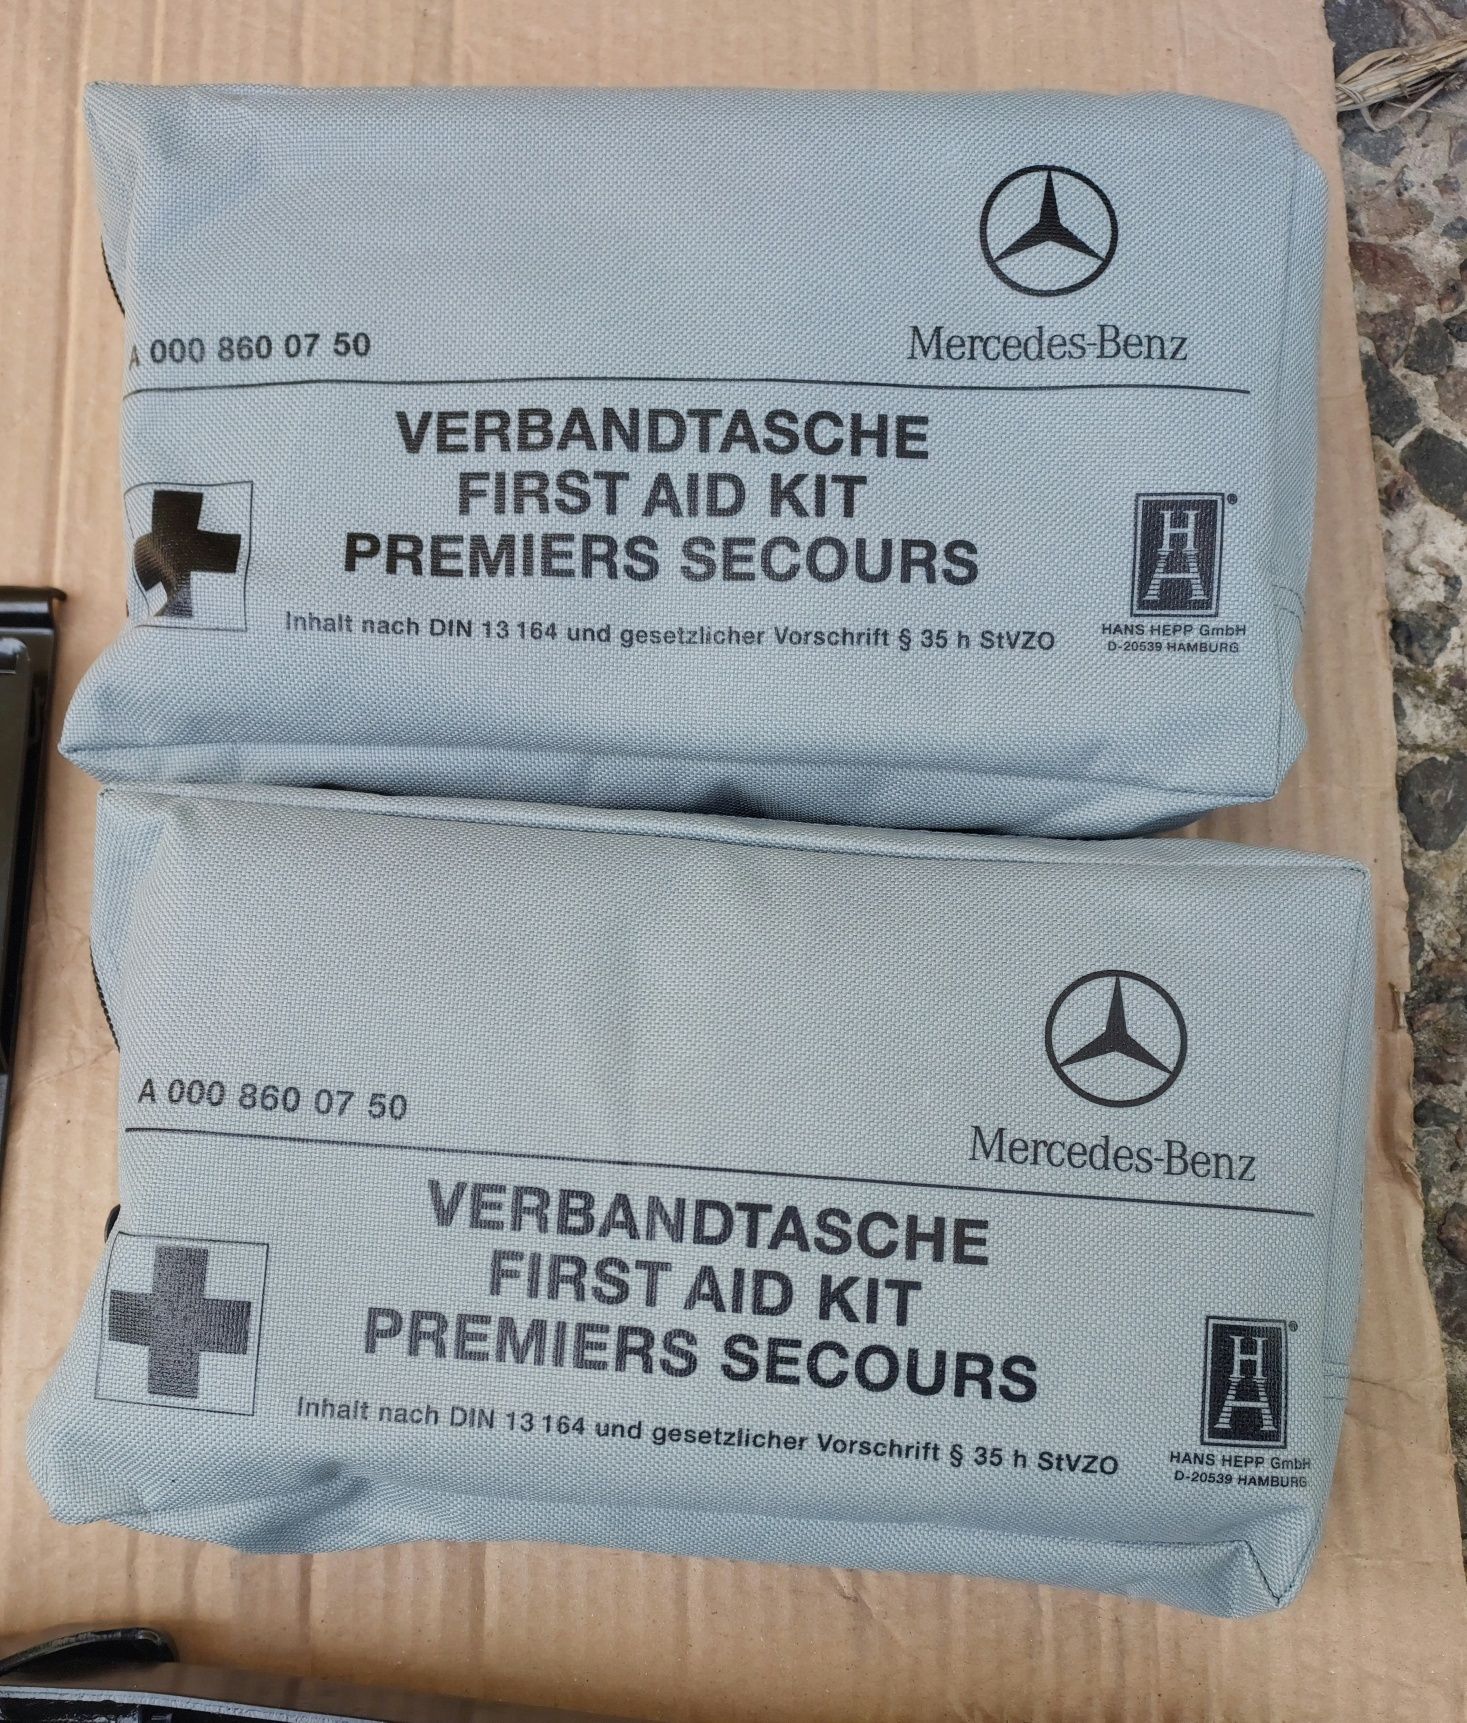 Mercedes-Benz
A 000 860 07 50
VERBANDTASCHE
FIRST AID KIT
PREMIERS SECOURS
Inhalt nach DIN 13 164 und gesetzlicher Vorschrift § 35 h StVZO
HA®
HANS HEPP GmbH
D-20539 HAMBURG
Mercedes-Benz
A 000 860 07 50
VERBANDTASCHE
FIRST AID KIT
PREMIERS SECOURS
Inhalt nach DIN 13 164 und gesetzlicher Vorschrift § 35 h StVZO
HA®
HANS HEPP GmbH
D-20539 HAMBURG